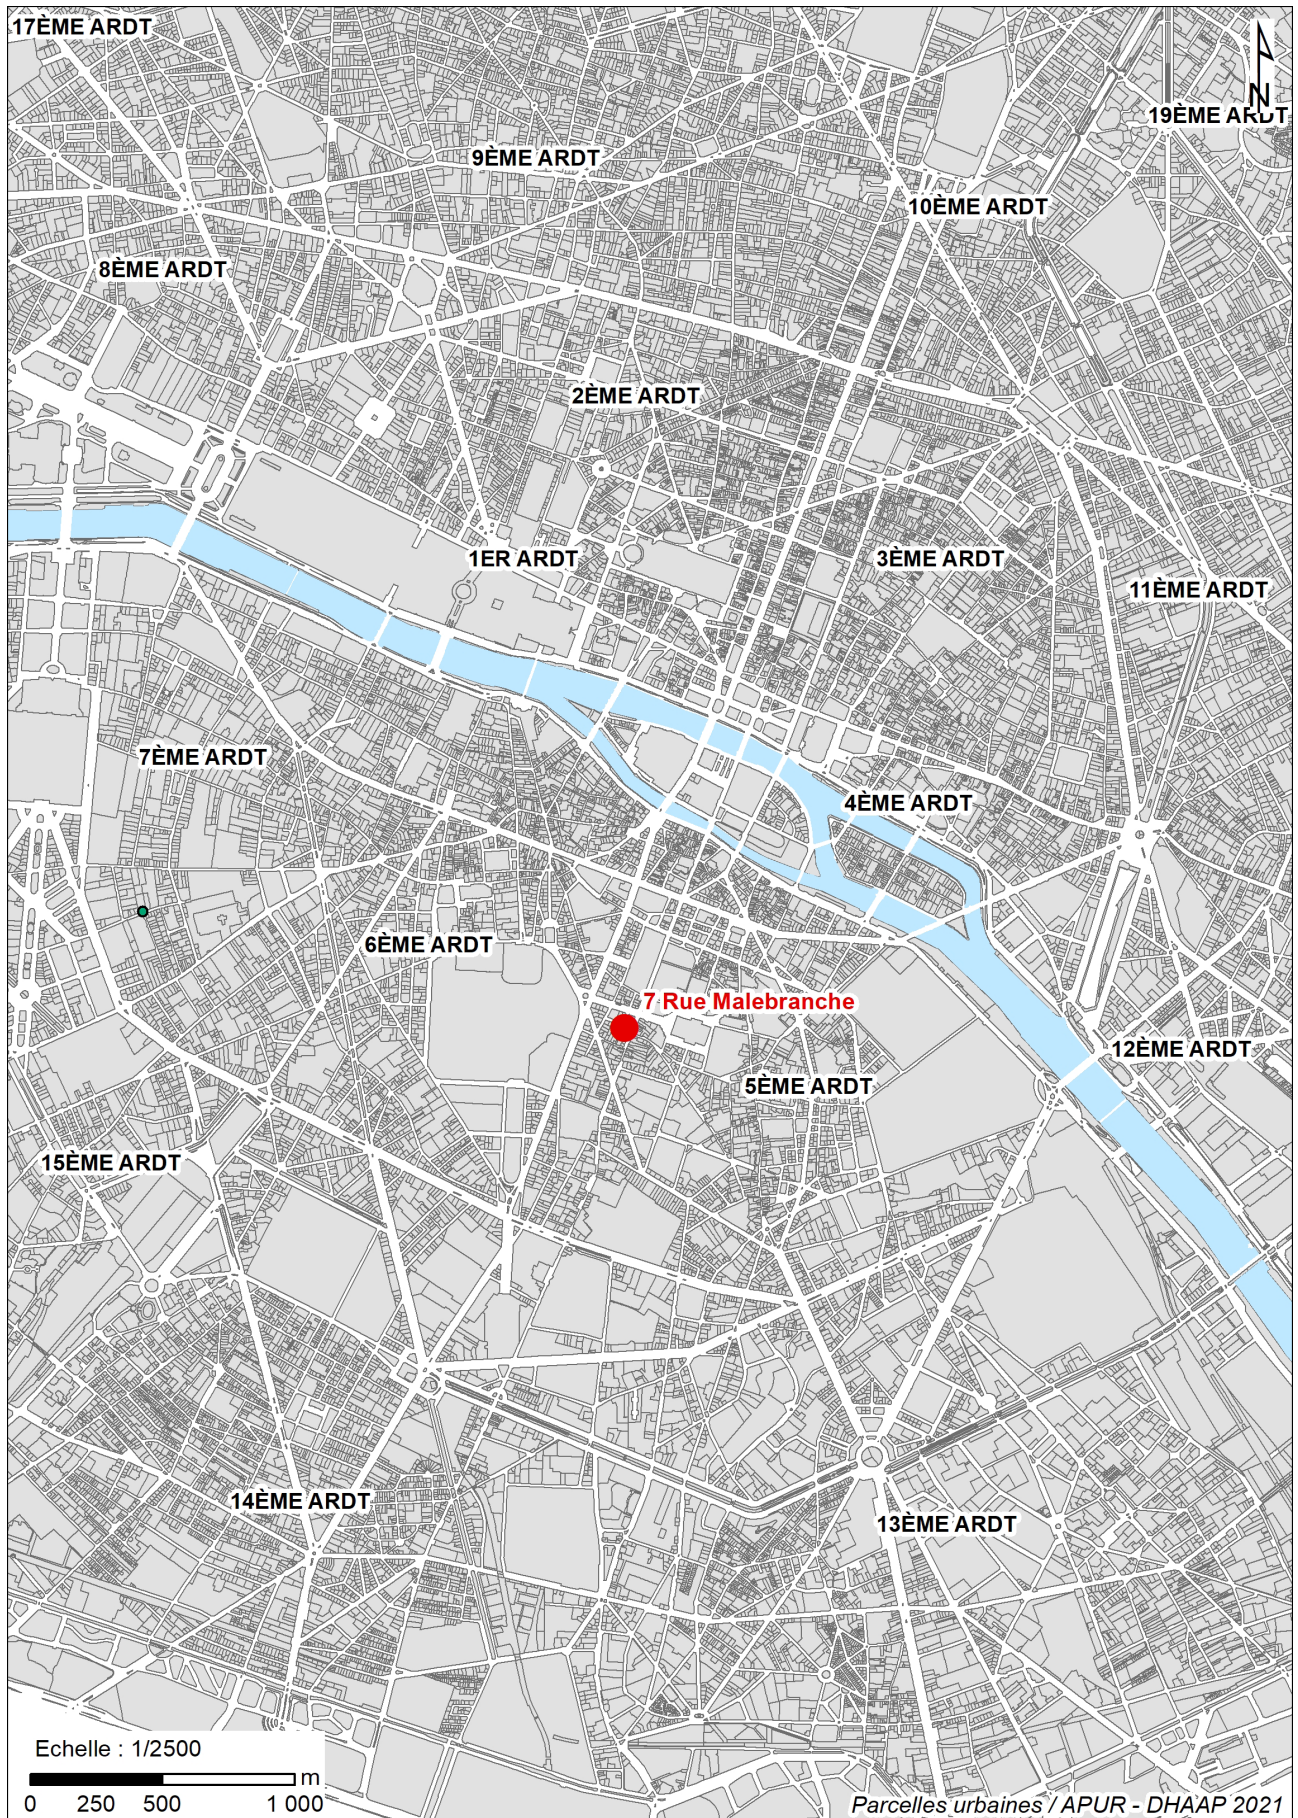 17ÈME ARDT
N
19ÈME ARDT
9ÈME ARDT
10ÈME ARDT
8ÈME ARDT
2ÈME ARDT
1ER ARDT
3ÈME ARDT
11ÈME ARDT
7ÈME ARDT
4ÈME ARDT
6ÈME ARDT
7 Rue Malebranche
12ÈME ARDT
5ÈME ARDT
15ÈME ARDT
14ÈME ARDT
13ÈME ARDT
Echelle : 1/2500
m
0 250 500 1 000
Parcelles urbaines / APUR - DHAAP 2021